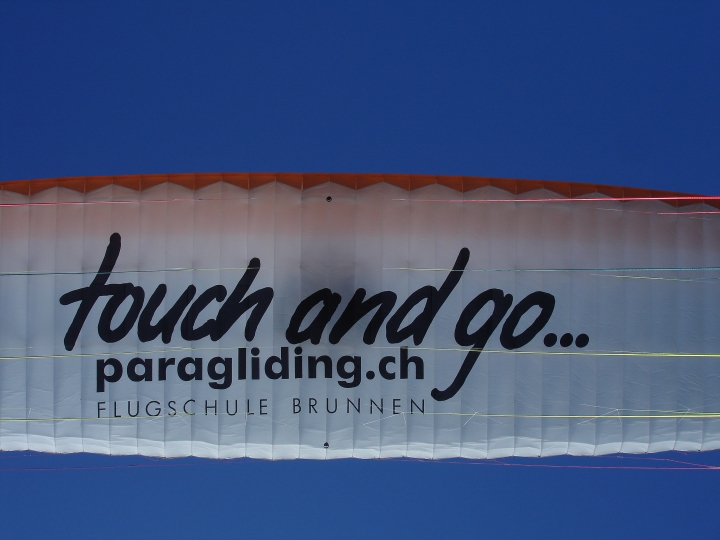 touch and go...
paragliding.ch
FLUGSCHULE BRUNNEN